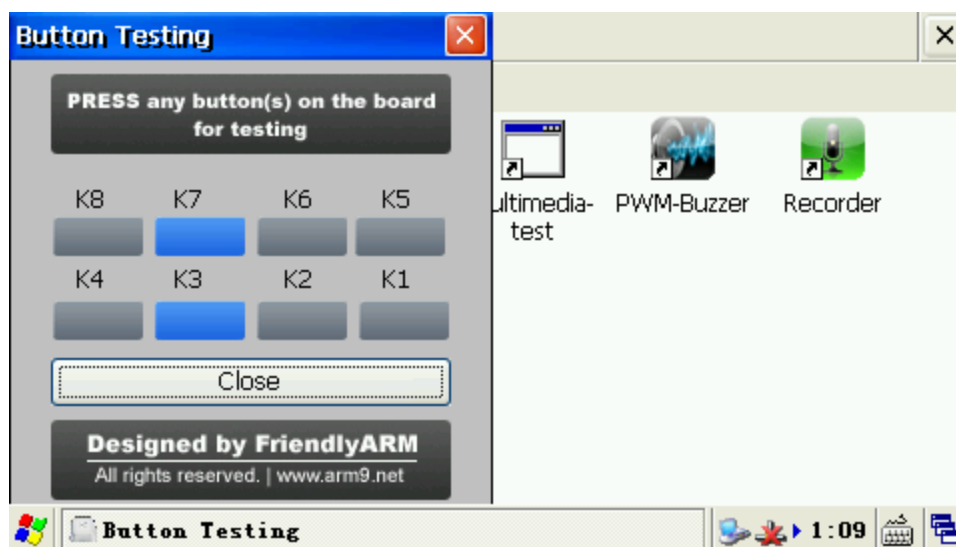 Button Testing
PRESS any button(s) on the board
for testing
K8 K7 K6 K5
K4 K3 K2 K1
Close
Designed by FriendlyARM
All rights reserved. | www.arm9.net
ultimedia-
test
PWM-Buzzer
Recorder
Button Testing
1:09